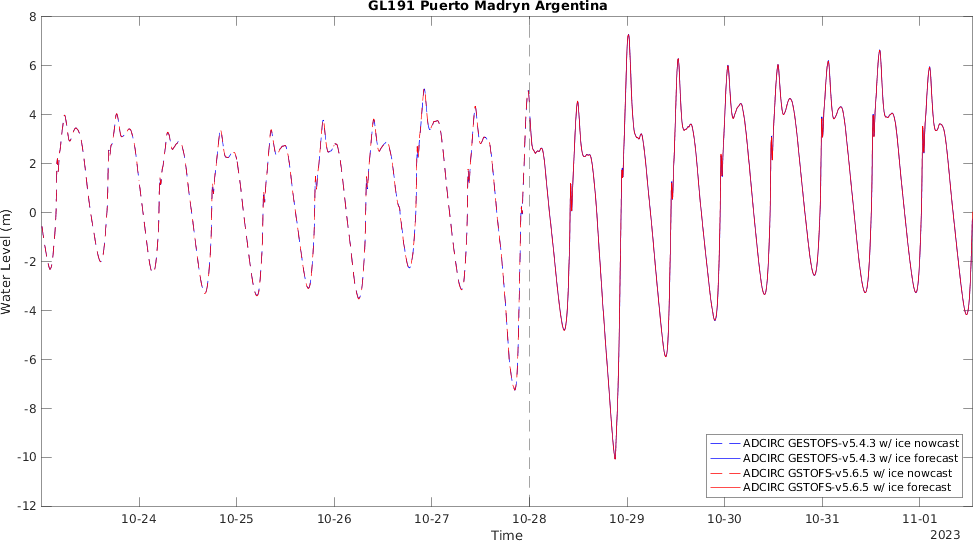 GL191 Puerto Madryn Argentina
8
6
4
2
0
-2
-4
-6
-8
-10
-12
Water Level (m)
ADCIRC GESTOFS-v5.4.3 w/ ice nowcast
ADCIRC GESTOFS-v5.4.3 w/ ice forecast
ADCIRC GSTOFS-v5.6.5 w/ ice nowcast
ADCIRC GSTOFS-v5.6.5 w/ ice forecast
10-24 10-25 10-26 10-27 10-28 10-29 10-30 10-31 11-01
Time
2023